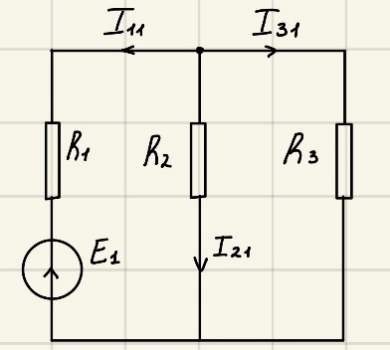 I₁₁ I₃₁
R₁ R₂ R₃
E₁ I₂₁